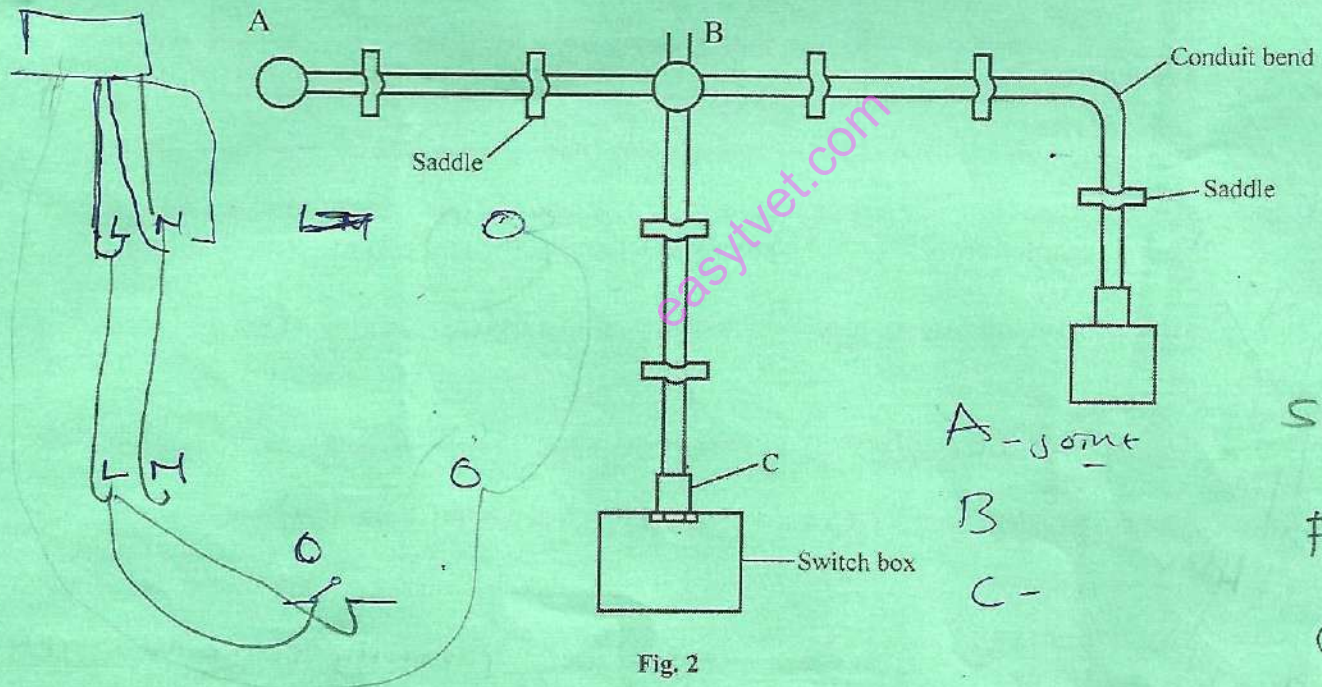 A
B
Conduit bend
Saddle
Saddle
easytvet.com
L N
O
C
A - joint
L N
O
B
O
Switch box
C -
Fig. 2